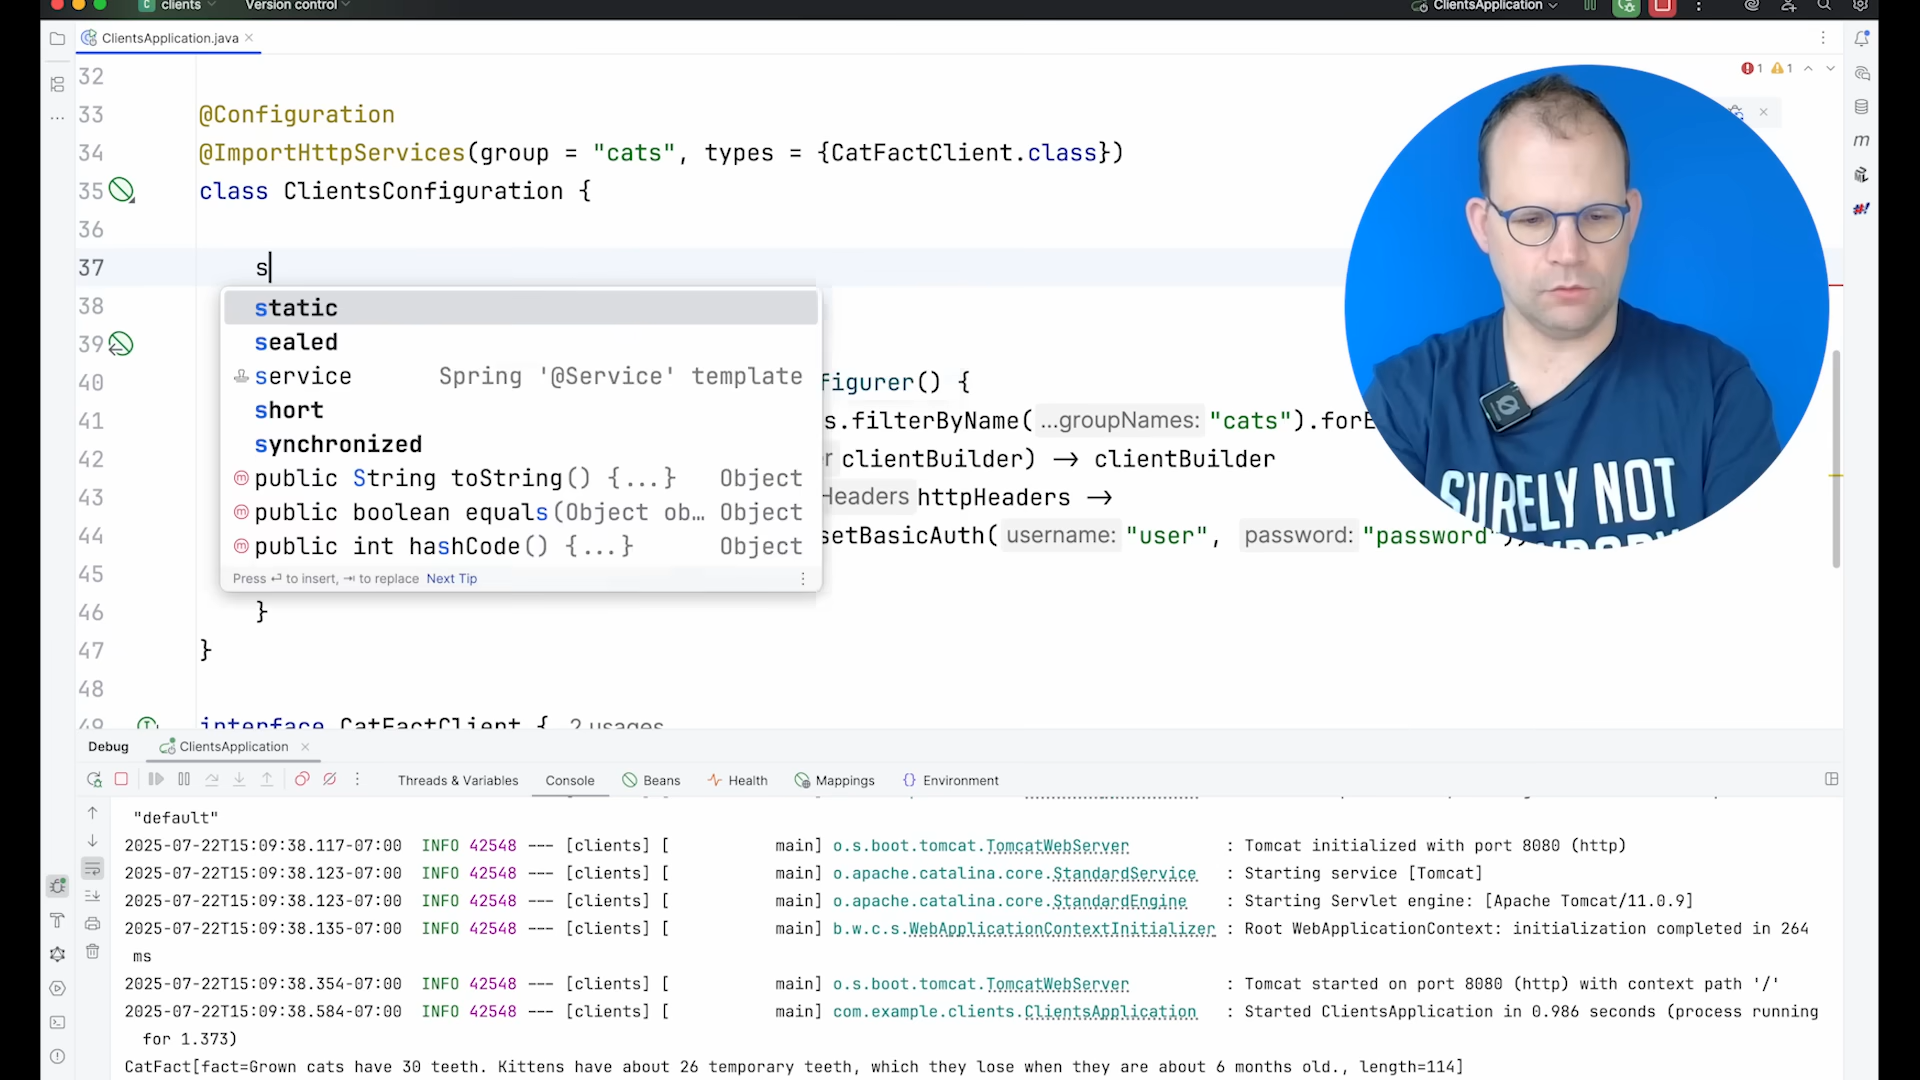 clients
Version control
ClientsApplication
ClientsApplication.java
1 1
32
33 @Configuration
34 @ImportHttpServices(group = "cats", types = {CatFactClient.class})
35 class ClientsConfiguration {
36
37 s
38
39
40 figurer() {
41 s.filterByName( ...groupNames: "cats").forE
42 r clientBuilder) → clientBuilder
43 Headers httpHeaders →
44 setBasicAuth( username: "user", password: "password"
45
46 }
47 }
48
49 interface CatFactClient { 2 usages
static
sealed
service Spring '@Service' template
short
synchronized
public String toString() {...} Object
public boolean equals(Object ob... Object
public int hashCode() {...} Object
Press ↵ to insert, ⇥ to replace Next Tip
SURELY NOT
Debug ClientsApplication
Threads & Variables Console Beans Health Mappings Environment
"default"
2025-07-22T15:09:38.117-07:00 INFO 42548 --- [clients] [ main] o.s.boot.tomcat.TomcatWebServer : Tomcat initialized with port 8080 (http)
2025-07-22T15:09:38.123-07:00 INFO 42548 --- [clients] [ main] o.apache.catalina.core.StandardService : Starting service [Tomcat]
2025-07-22T15:09:38.123-07:00 INFO 42548 --- [clients] [ main] o.apache.catalina.core.StandardEngine : Starting Servlet engine: [Apache Tomcat/11.0.9]
2025-07-22T15:09:38.135-07:00 INFO 42548 --- [clients] [ main] b.w.c.s.WebApplicationContextInitializer : Root WebApplicationContext: initialization completed in 264
ms
2025-07-22T15:09:38.354-07:00 INFO 42548 --- [clients] [ main] o.s.boot.tomcat.TomcatWebServer : Tomcat started on port 8080 (http) with context path '/'
2025-07-22T15:09:38.584-07:00 INFO 42548 --- [clients] [ main] com.example.clients.ClientsApplication : Started ClientsApplication in 0.986 seconds (process running
for 1.373)
CatFact[fact=Grown cats have 30 teeth. Kittens have about 26 temporary teeth, which they lose when they are about 6 months old., length=114]